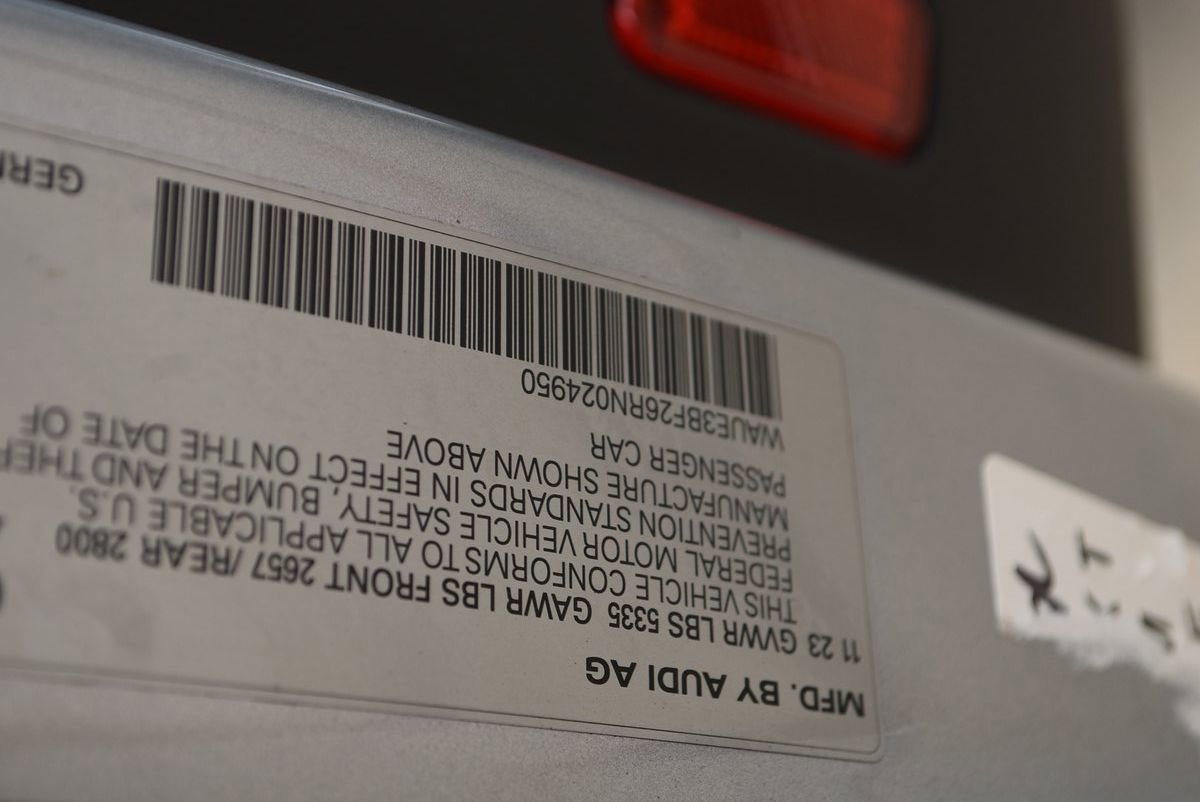 MFD. BY AUDI AG
11 23 GVWR LBS 5335 GAWR LBS FRONT 2657 /REAR 2800
THIS VEHICLE CONFORMS TO ALL APPLICABLE U.S.
FEDERAL MOTOR VEHICLE SAFETY, BUMPER AND THEF
PREVENTION STANDARDS IN EFFECT ON THE DATE OF
MANUFACTURE SHOWN ABOVE
PASSENGER CAR
WAUE3BF26RN024950
GER